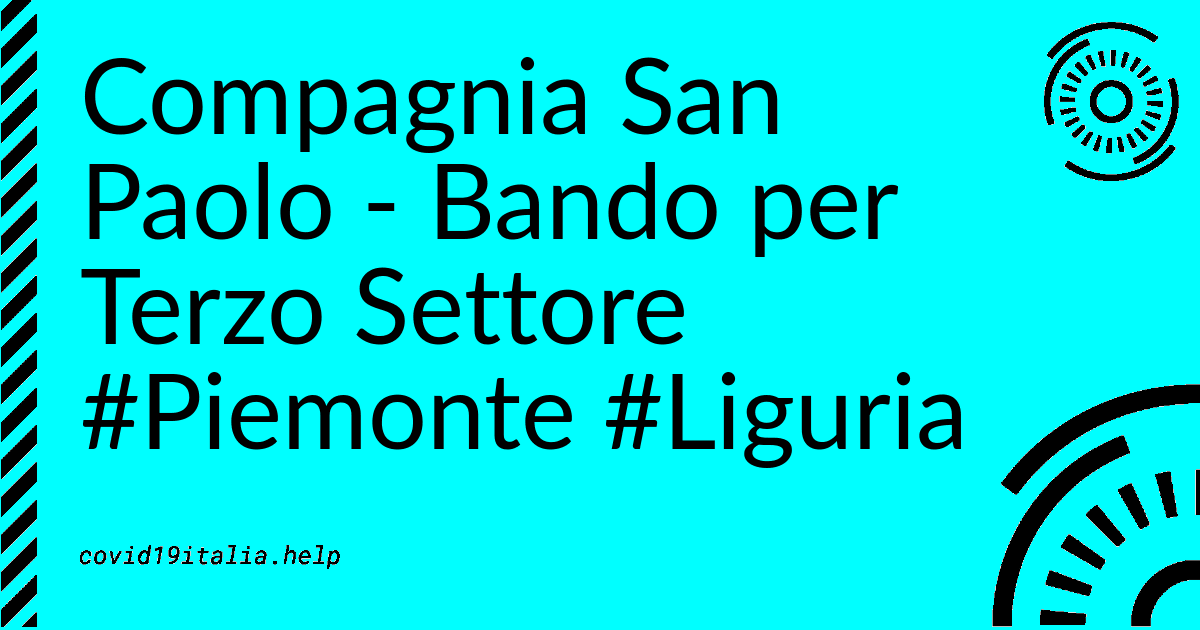 Compagnia San
Paolo - Bando per
Terzo Settore
#Piemonte #Liguria
covid19italia.help